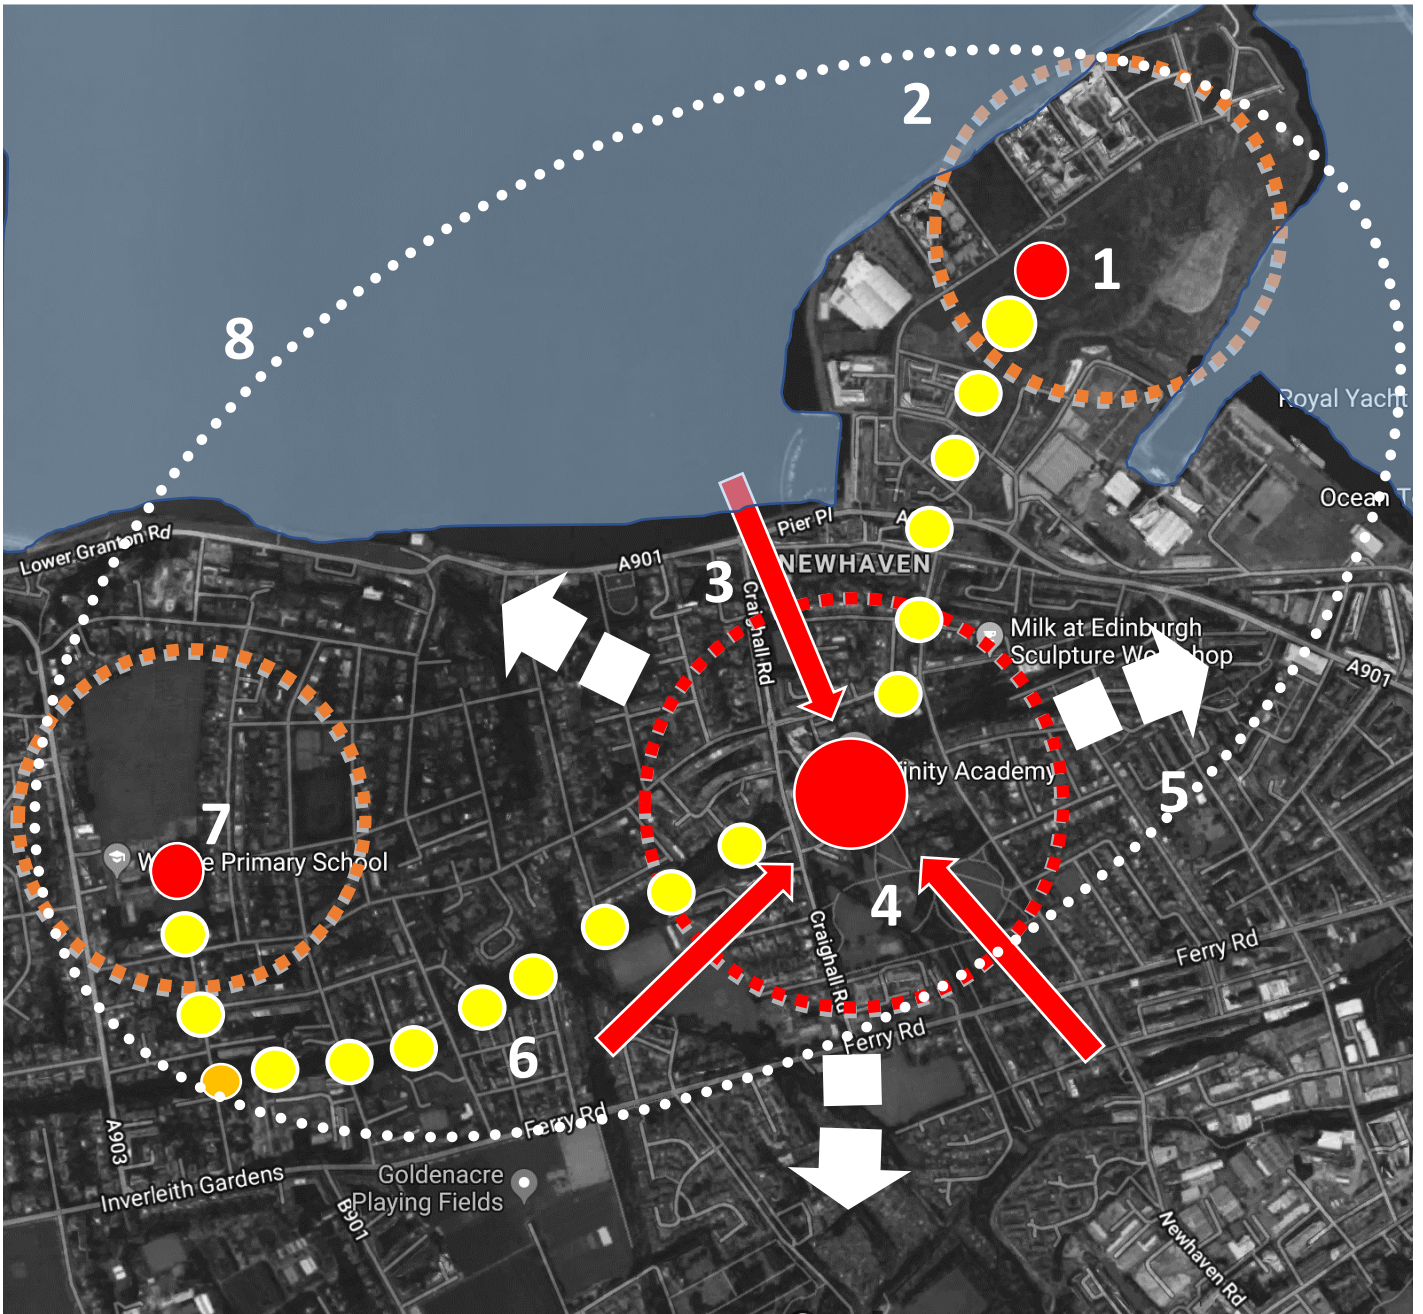 2
1
8
Royal Yacht
Ocean T
Lower Granton Rd
Pier Pl
A
A901
NEWHAVEN
3
Craighall Rd
Milk at Edinburgh
Sculpture Workshop
A901
inity Academy
5
7
W e Primary School
4
Craighall Rd
Ferry Rd
6
Ferry Rd
Ferry Rd
A903
Inverleith Gardens
Goldenacre
Playing Fields
B901
Newhaven Rd